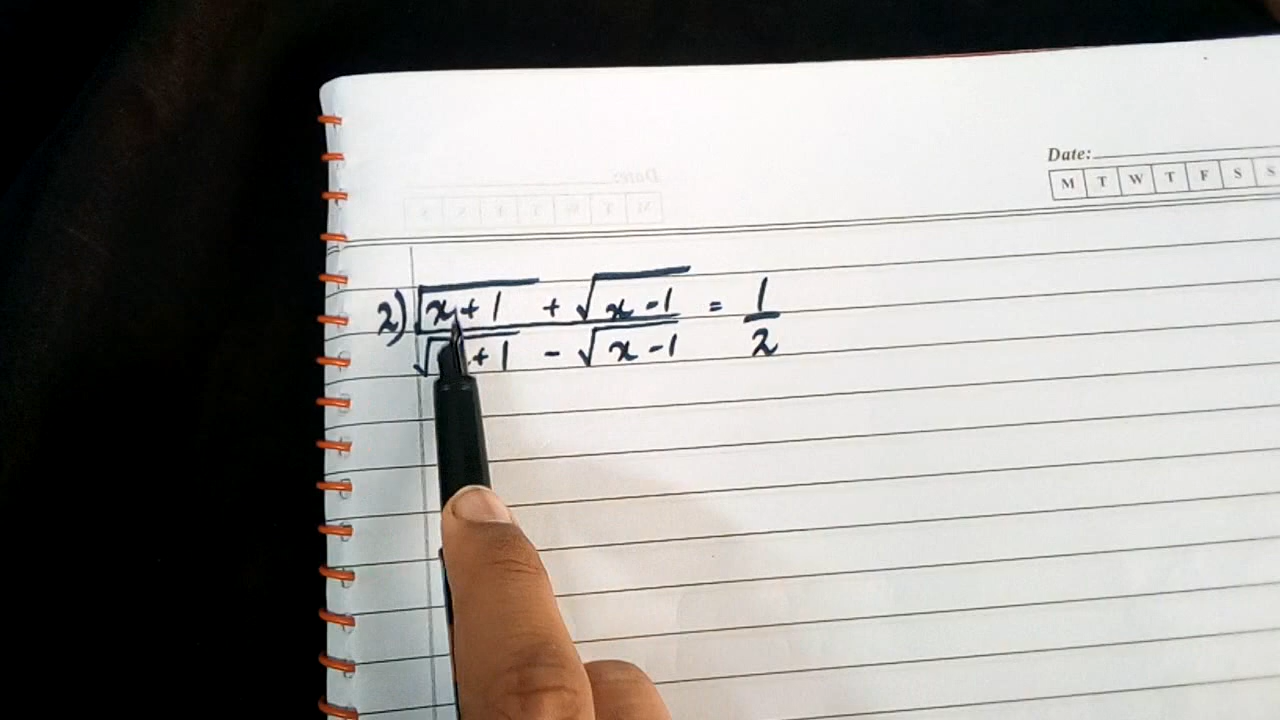 Date:
M T W T F S S
2) √x+1 + √x-1 = 1
√x+1 - √x-1 2